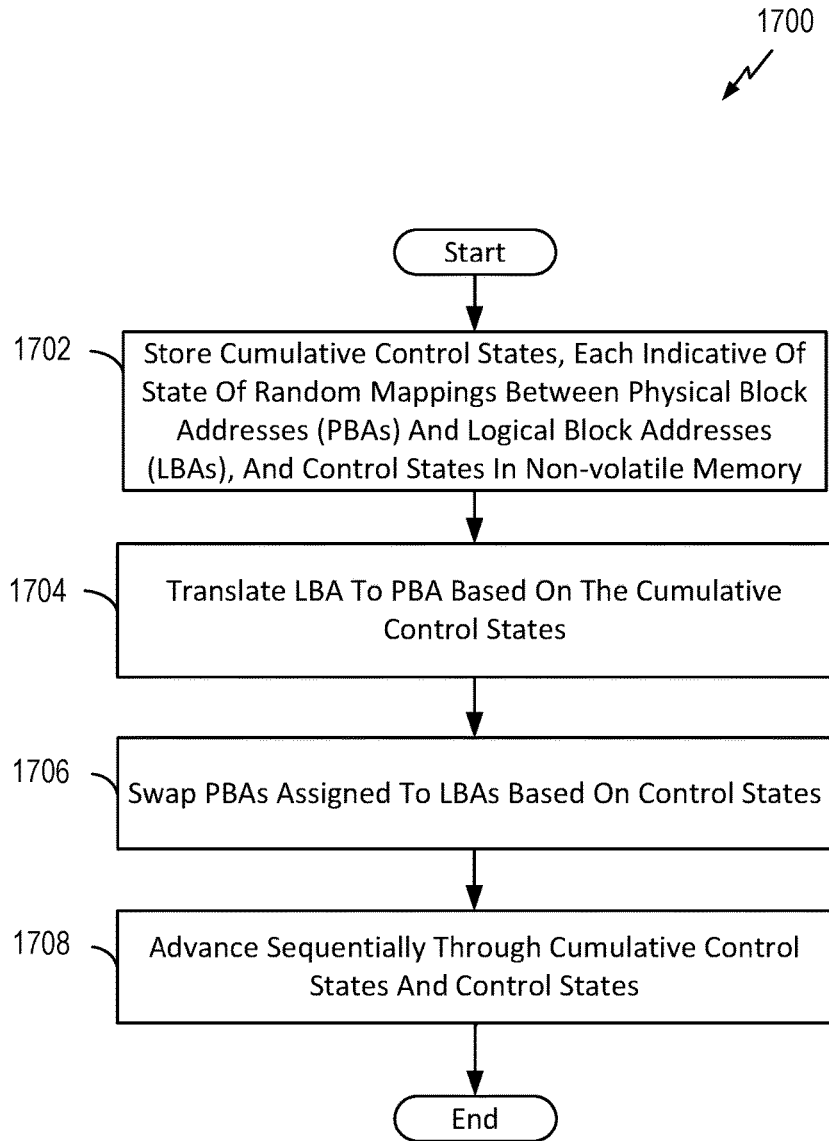 1700
Start
1702
Store Cumulative Control States, Each Indicative Of
State Of Random Mappings Between Physical Block
Addresses (PBAs) And Logical Block Addresses
(LBAs), And Control States In Non-volatile Memory
1704
Translate LBA To PBA Based On The Cumulative
Control States
1706
Swap PBAs Assigned To LBAs Based On Control States
1708
Advance Sequentially Through Cumulative Control
States And Control States
End